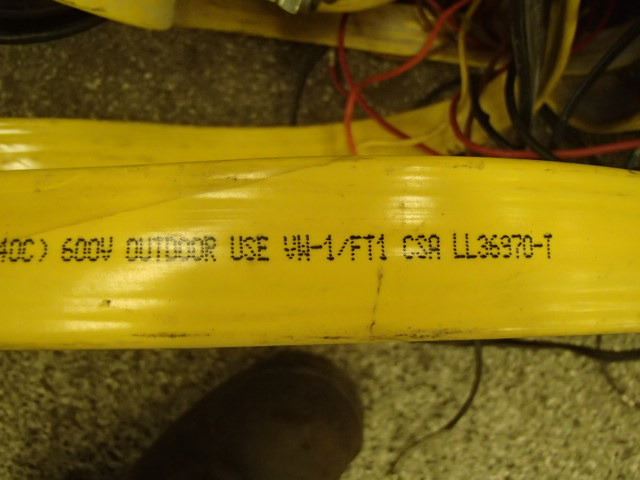 40C) 600V OUTDOOR USE VW-1/FT1 CSA LL36970-T